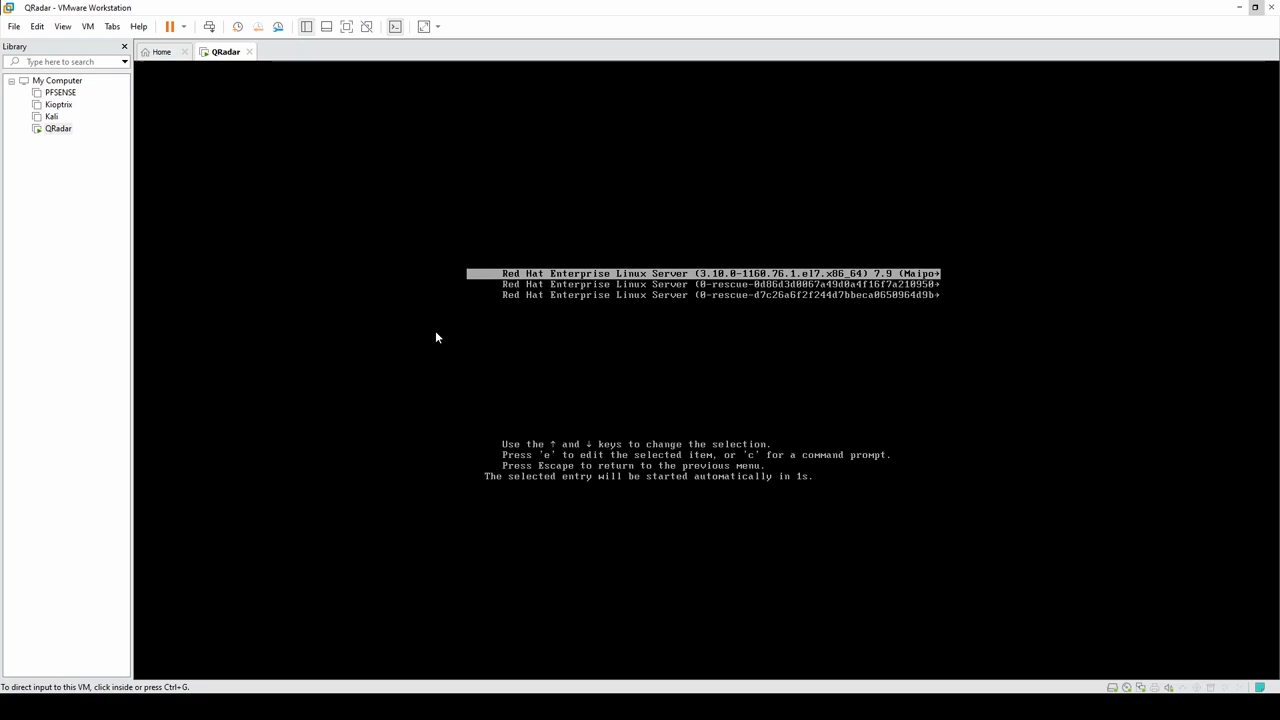 QRadar - VMware Workstation
File Edit View VM Tabs Help
Library
Type here to search
Home
QRadar
My Computer
PFSENSE
Kioptrix
Kali
QRadar
Red Hat Enterprise Linux Server (3.10.0-1160.76.1.el7.x86_64) 7.9 (Maipo→
Red Hat Enterprise Linux Server (0-rescue-0d86d3d0067a49d0a4f16f7a210950→
Red Hat Enterprise Linux Server (0-rescue-d7c26a6f2f244d7bbeca0650964d9b→
Use the ↑ and ↓ keys to change the selection.
Press 'e' to edit the selected item, or 'c' for a command prompt.
Press Escape to return to the previous menu.
The selected entry will be started automatically in 1s.
To direct input to this VM, click inside or press Ctrl+G.